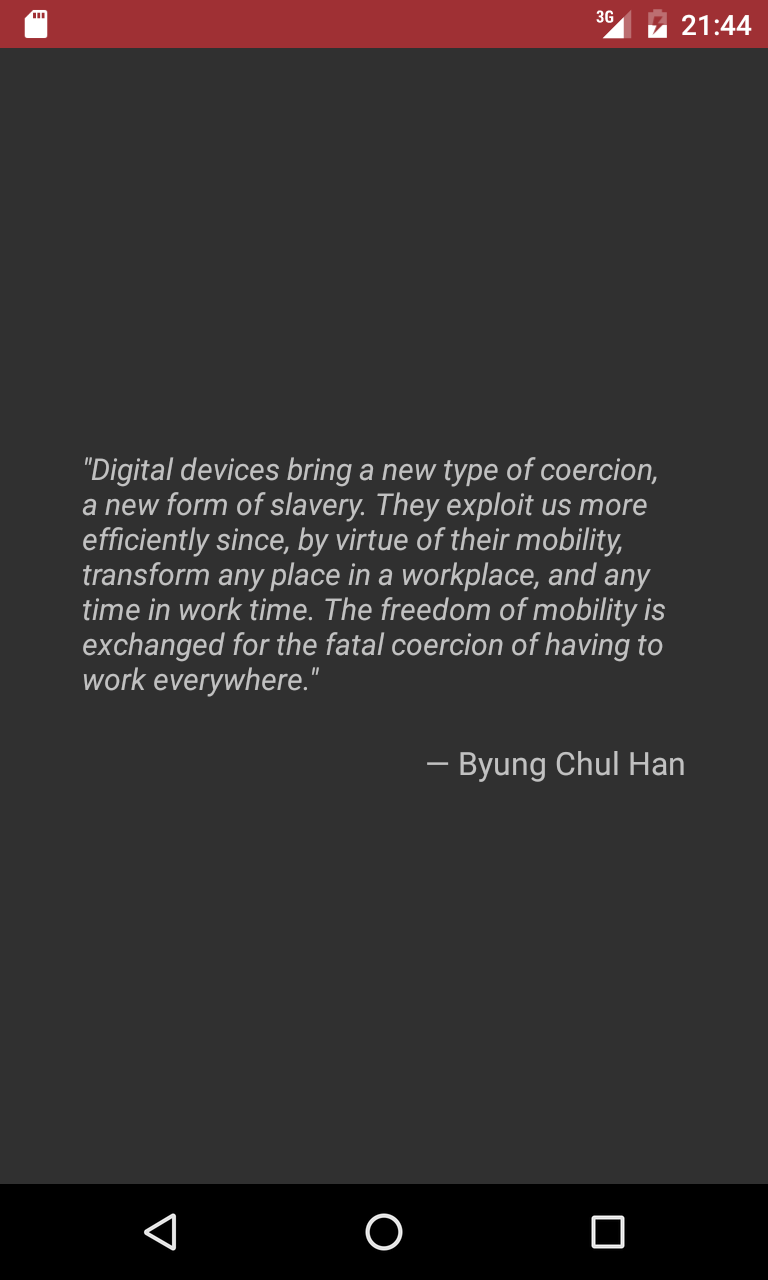 3G 21:44
"Digital devices bring a new type of coercion,
a new form of slavery. They exploit us more
efficiently since, by virtue of their mobility,
transform any place in a workplace, and any
time in work time. The freedom of mobility is
exchanged for the fatal coercion of having to
work everywhere."
— Byung Chul Han